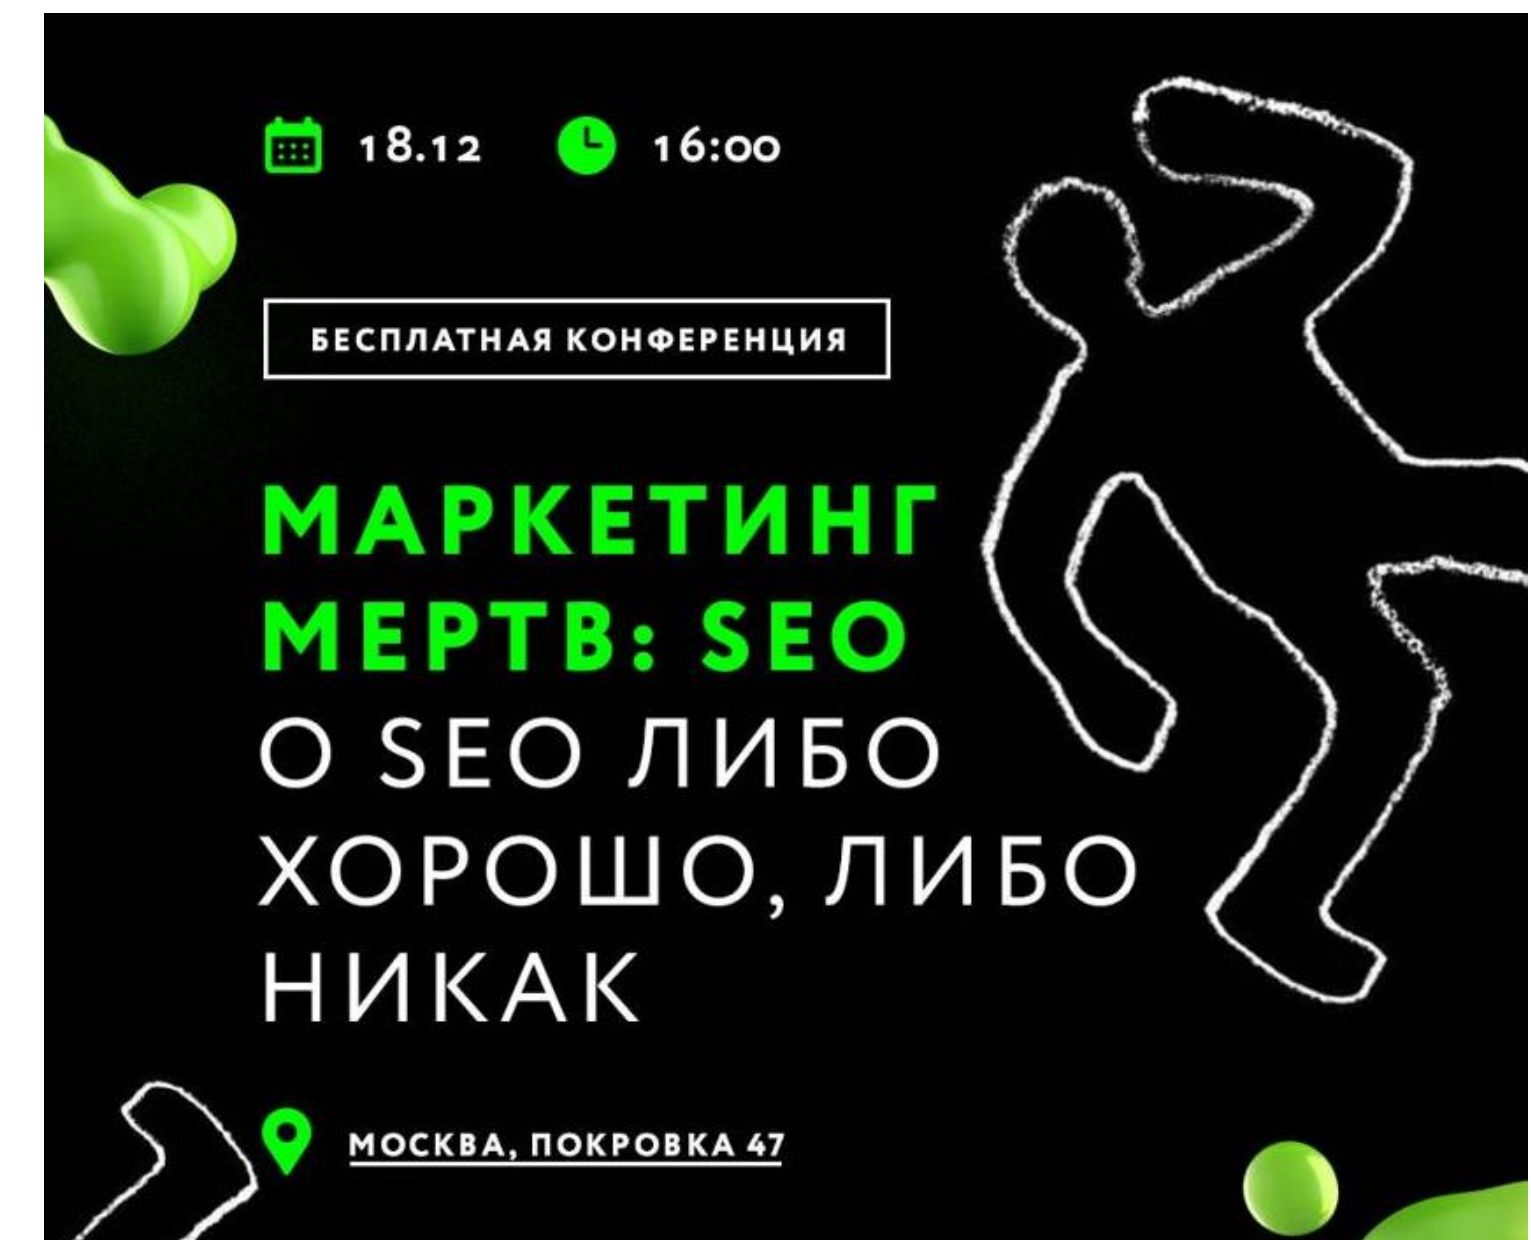 18.12 16:00
БЕСПЛАТНАЯ КОНФЕРЕНЦИЯ
МАРКЕТИНГ
МЕРТВ: SEO
О SEO ЛИБО
ХОРОШО, ЛИБО
НИКАК
МОСКВА, ПОКРОВКА 47